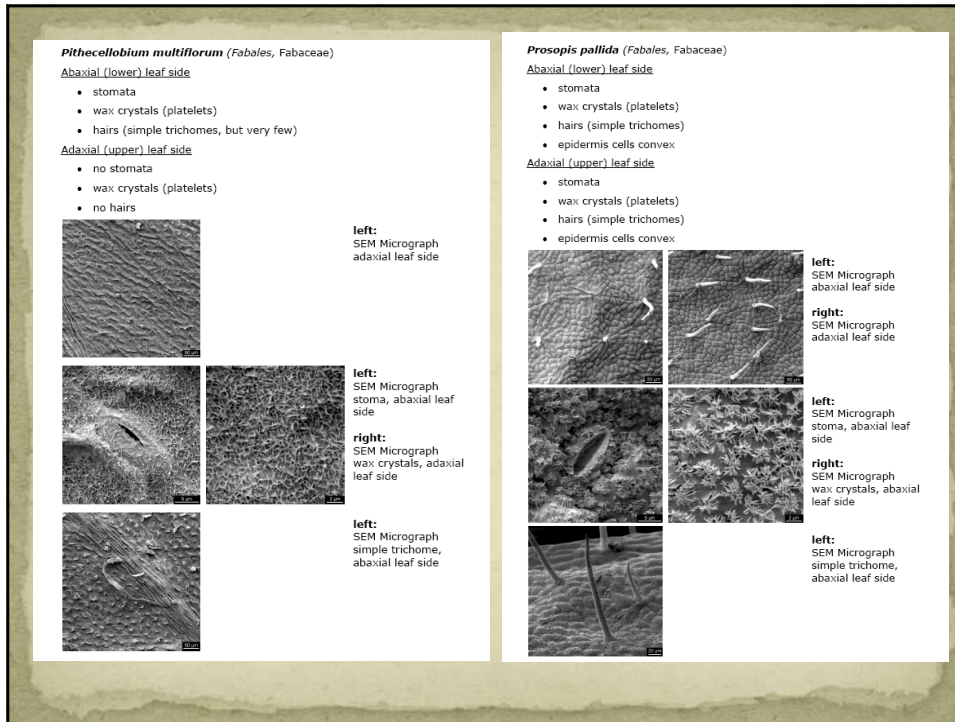 Pithecellobium multiflorum (Fabales, Fabaceae)
Abaxial (lower) leaf side
• stomata
• wax crystals (platelets)
• hairs (simple trichomes, but very few)
Adaxial (upper) leaf side
• no stomata
• wax crystals (platelets)
• no hairs
left:
SEM Micrograph
adaxial leaf side
left:
SEM Micrograph
stoma, abaxial leaf
side
right:
SEM Micrograph
wax crystals, adaxial
leaf side
left:
SEM Micrograph
simple trichome,
abaxial leaf side
Prosopis pallida (Fabales, Fabaceae)
Abaxial (lower) leaf side
• stomata
• wax crystals (platelets)
• hairs (simple trichomes)
• epidermis cells convex
Adaxial (upper) leaf side
• stomata
• wax crystals (platelets)
• hairs (simple trichomes)
• epidermis cells convex
left:
SEM Micrograph
abaxial leaf side
right:
SEM Micrograph
adaxial leaf side
left:
SEM Micrograph
stoma, abaxial leaf
side
right:
SEM Micrograph
wax crystals, abaxial
leaf side
left:
SEM Micrograph
simple trichome,
abaxial leaf side